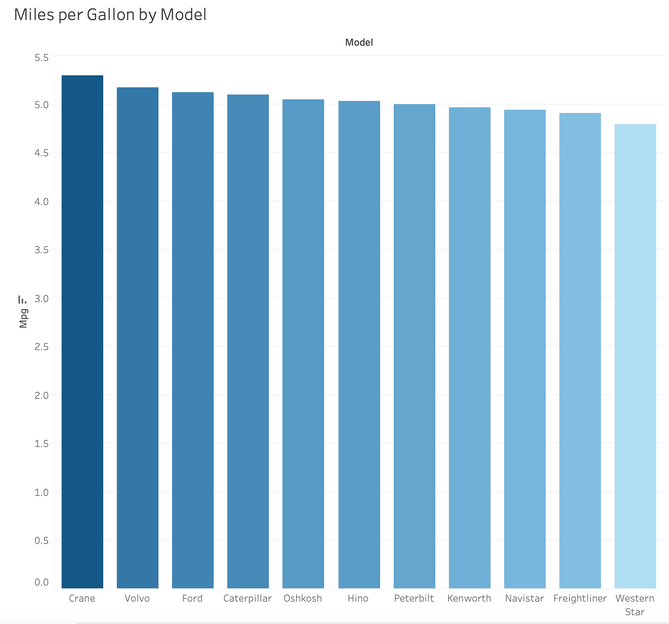 Miles per Gallon by Model
Model
5.5
5.0
4.5
4.0
3.5
3.0
2.5
2.0
1.5
1.0
0.5
0.0
Mpg
Crane Volvo Ford Caterpillar Oshkosh Hino Peterbilt Kenworth Navistar Freightliner Western
Star